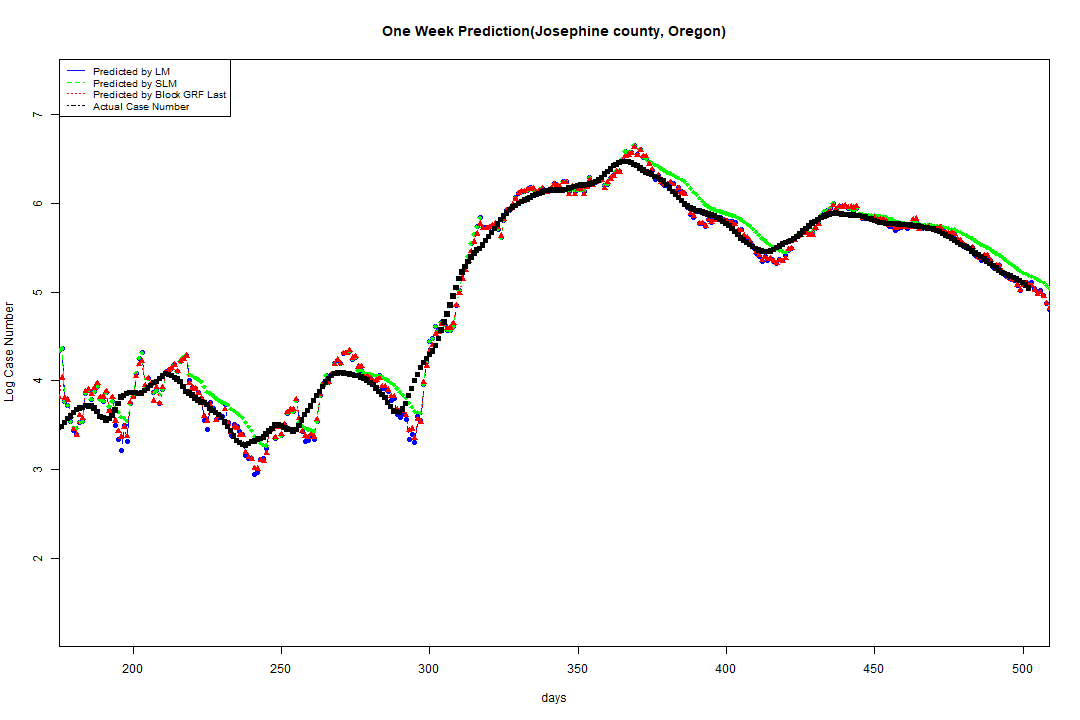 One Week Prediction(Josephine county, Oregon)
Predicted by LM
Predicted by SLM
Predicted by Block GRF Last
Actual Case Number
Log Case Number
7
6
5
4
3
2
200 250 300 350 400 450 500
days